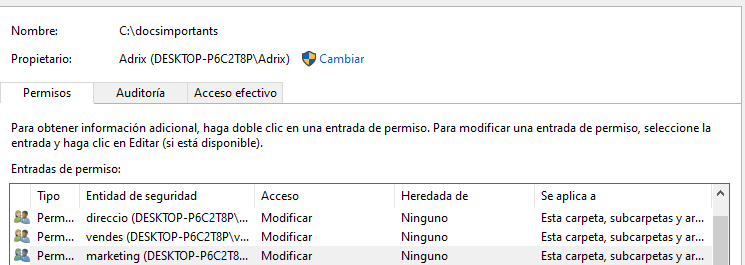 Nombre: C:\docsimportants
Propietario: Adrix (DESKTOP-P6C2T8P\Adrix) Cambiar
Permisos Auditoría Acceso efectivo
Para obtener información adicional, haga doble clic en una entrada de permiso. Para modificar una entrada de permiso, seleccione la
entrada y haga clic en Editar (si está disponible).
Entradas de permiso:
Tipo Entidad de seguridad Acceso Heredada de Se aplica a
Perm... direccio (DESKTOP-P6C2T8P\... Modificar Ninguno Esta carpeta, subcarpetas y ar...
Perm... vendes (DESKTOP-P6C2T8P\v... Modificar Ninguno Esta carpeta, subcarpetas y ar...
Perm... marketing (DESKTOP-P6C2T8... Modificar Ninguno Esta carpeta, subcarpetas y ar...